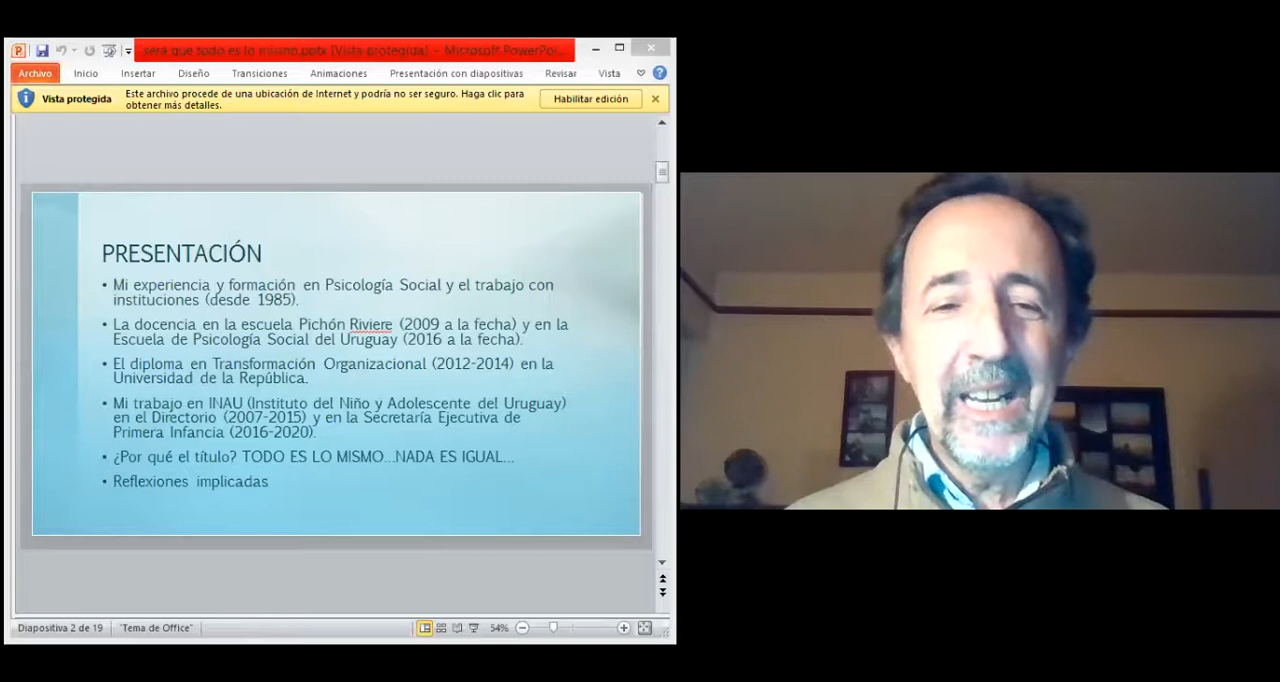 será que todo es lo mismo.pptx [Vista protegida] - Microsoft PowerPoi...
Archivo Inicio Insertar Diseño Transiciones Animaciones Presentación con diapositivas Revisar Vista
Vista protegida Este archivo procede de una ubicación de Internet y podría no ser seguro. Haga clic para
obtener más detalles.
Habilitar edición
PRESENTACIÓN
• Mi experiencia y formación en Psicología Social y el trabajo con
instituciones (desde 1985).
• La docencia en la escuela Pichón Riviere (2009 a la fecha) y en la
Escuela de Psicología Social del Uruguay (2016 a la fecha).
• El diploma en Transformación Organizacional (2012-2014) en la
Universidad de la República.
• Mi trabajo en INAU (Instituto del Niño y Adolescente del Uruguay)
en el Directorio (2007-2015) y en la Secretaría Ejecutiva de
Primera Infancia (2016-2020).
• ¿Por qué el título? TODO ES LO MISMO...NADA ES IGUAL...
• Reflexiones implicadas
Diapositiva 2 de 19 "Tema de Office" 54%